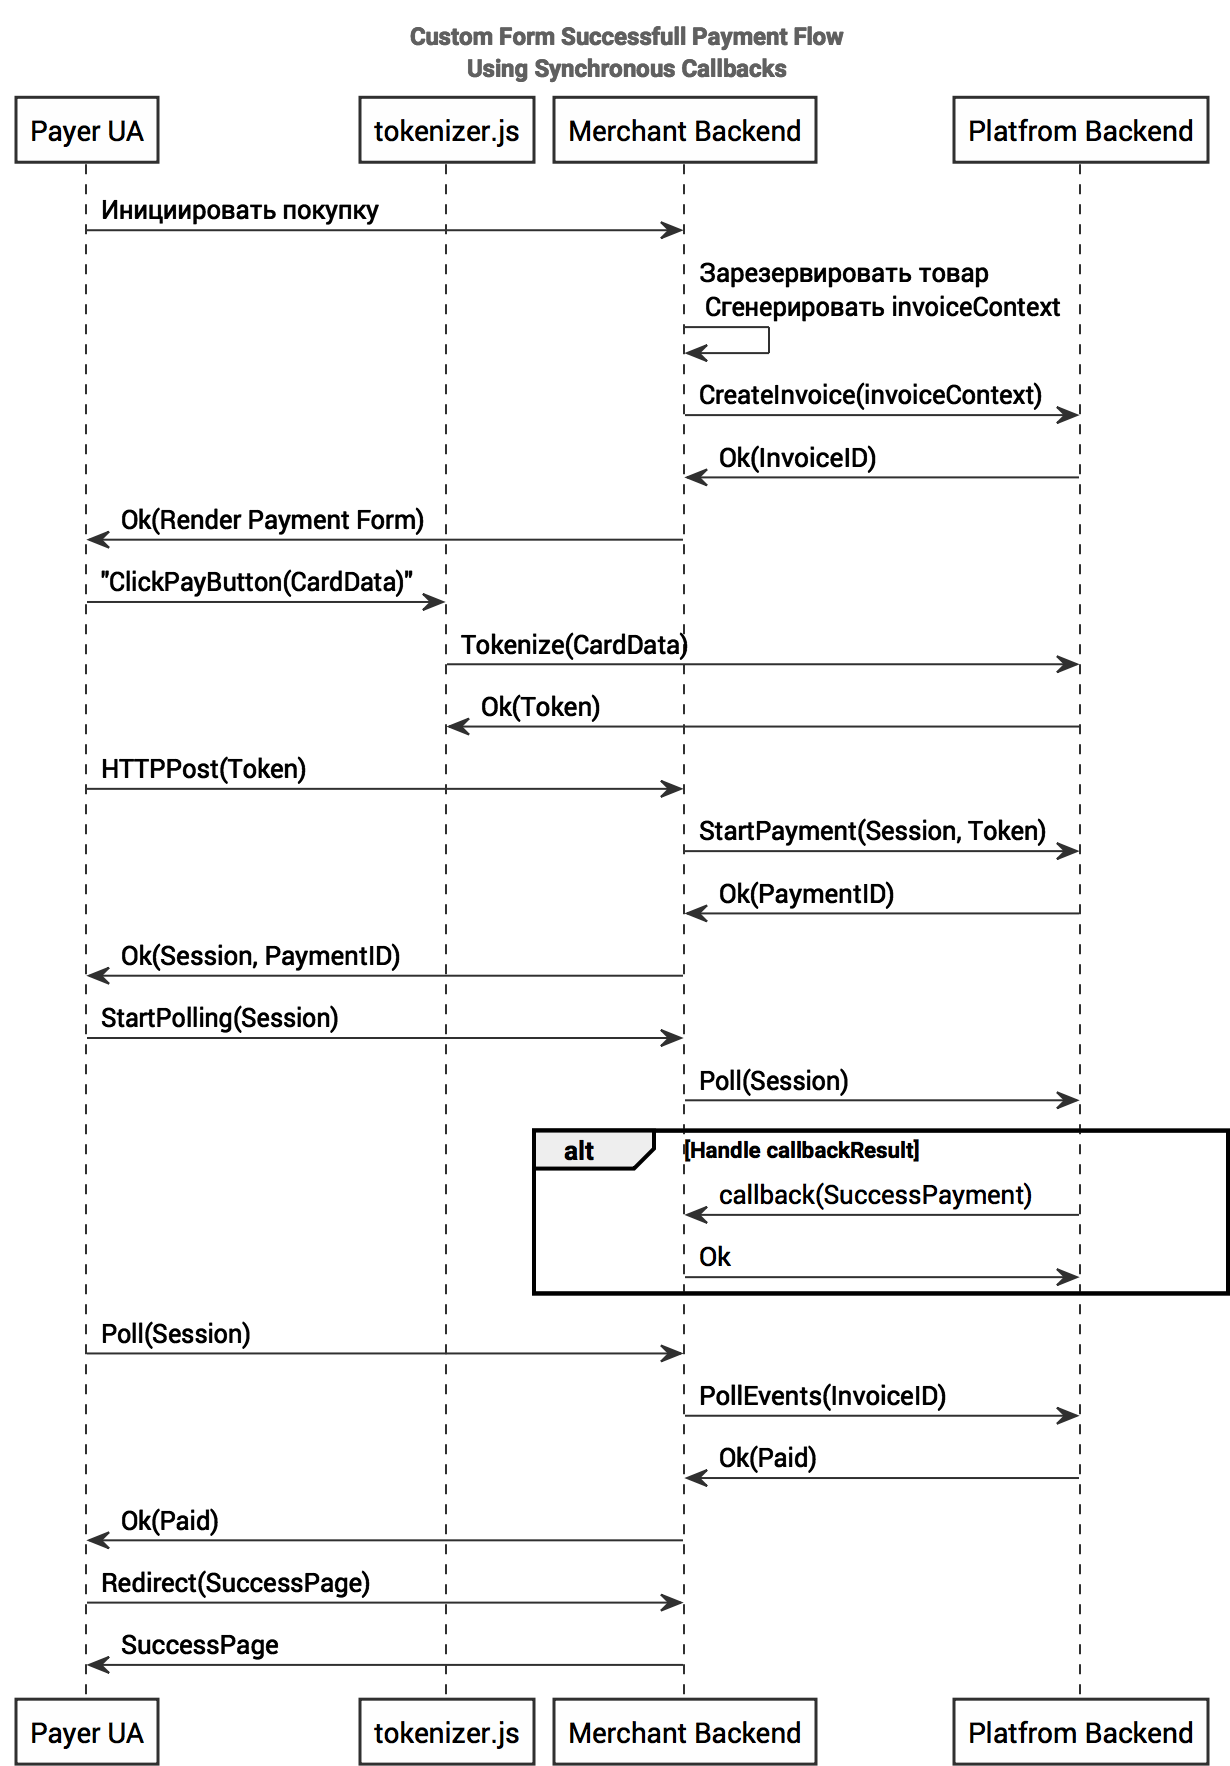 Custom Form Successfull Payment Flow
Using Synchronous Callbacks
Payer UA
tokenizer.js
Merchant Backend
Platfrom Backend
Инициировать покупку
Зарезервировать товар
Сгенерировать invoiceContext
CreateInvoice(invoiceContext)
Ok(InvoiceID)
Ok(Render Payment Form)
"ClickPayButton(CardData)"
Tokenize(CardData)
Ok(Token)
HTTPPost(Token)
StartPayment(Session, Token)
Ok(PaymentID)
Ok(Session, PaymentID)
StartPolling(Session)
Poll(Session)
alt
[Handle callbackResult]
callback(SuccessPayment)
Ok
Poll(Session)
PollEvents(InvoiceID)
Ok(Paid)
Ok(Paid)
Redirect(SuccessPage)
SuccessPage
Payer UA
tokenizer.js
Merchant Backend
Platfrom Backend